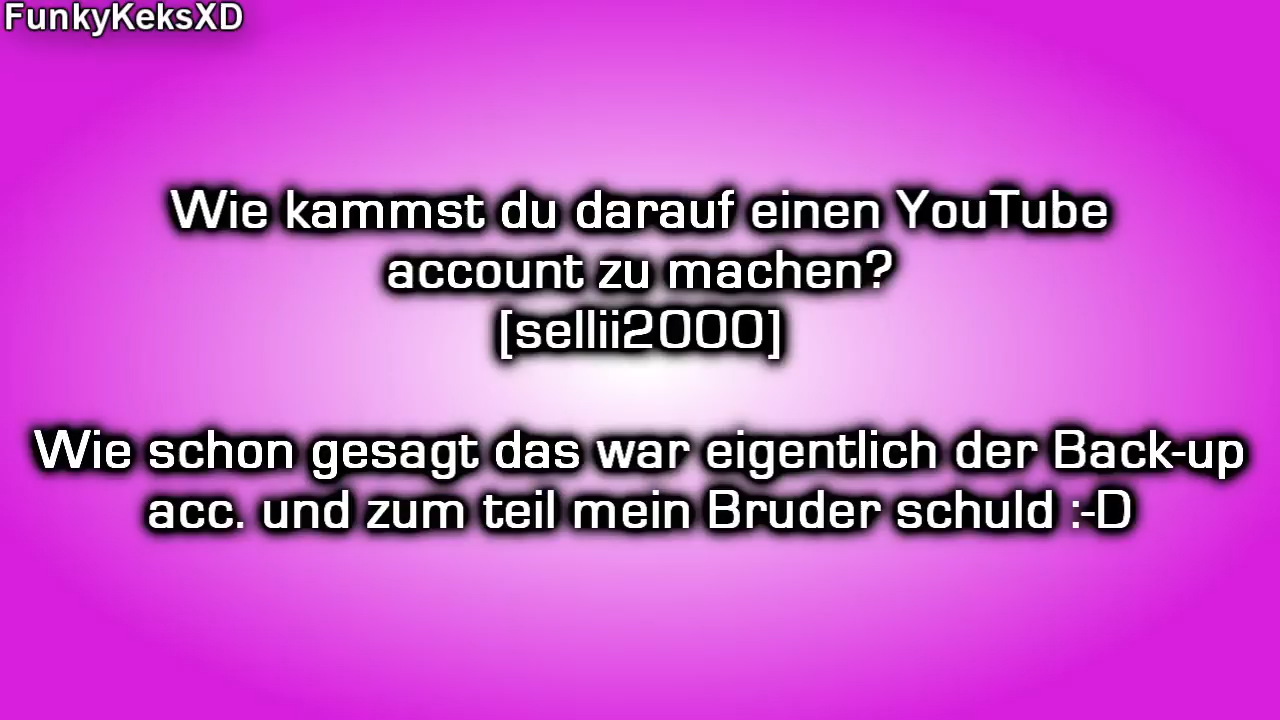 FunkyKeksXD
Wie kammst du darauf einen YouTube
account zu machen?
[sellii2000]
Wie schon gesagt das war eigentlich der Back-up
acc. und zum teil mein Bruder schuld :-D